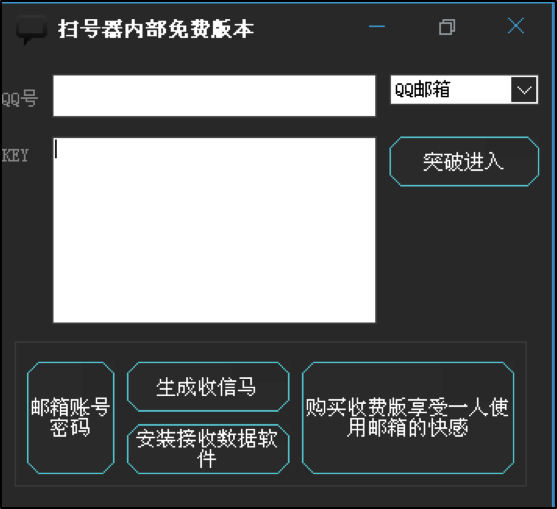 扫号器内部免费版本
QQ号
QQ邮箱
KEY
突破进入
邮箱账号
密码
生成收信马
安装接收数据软
件
购买收费版享受一人使
用邮箱的快感